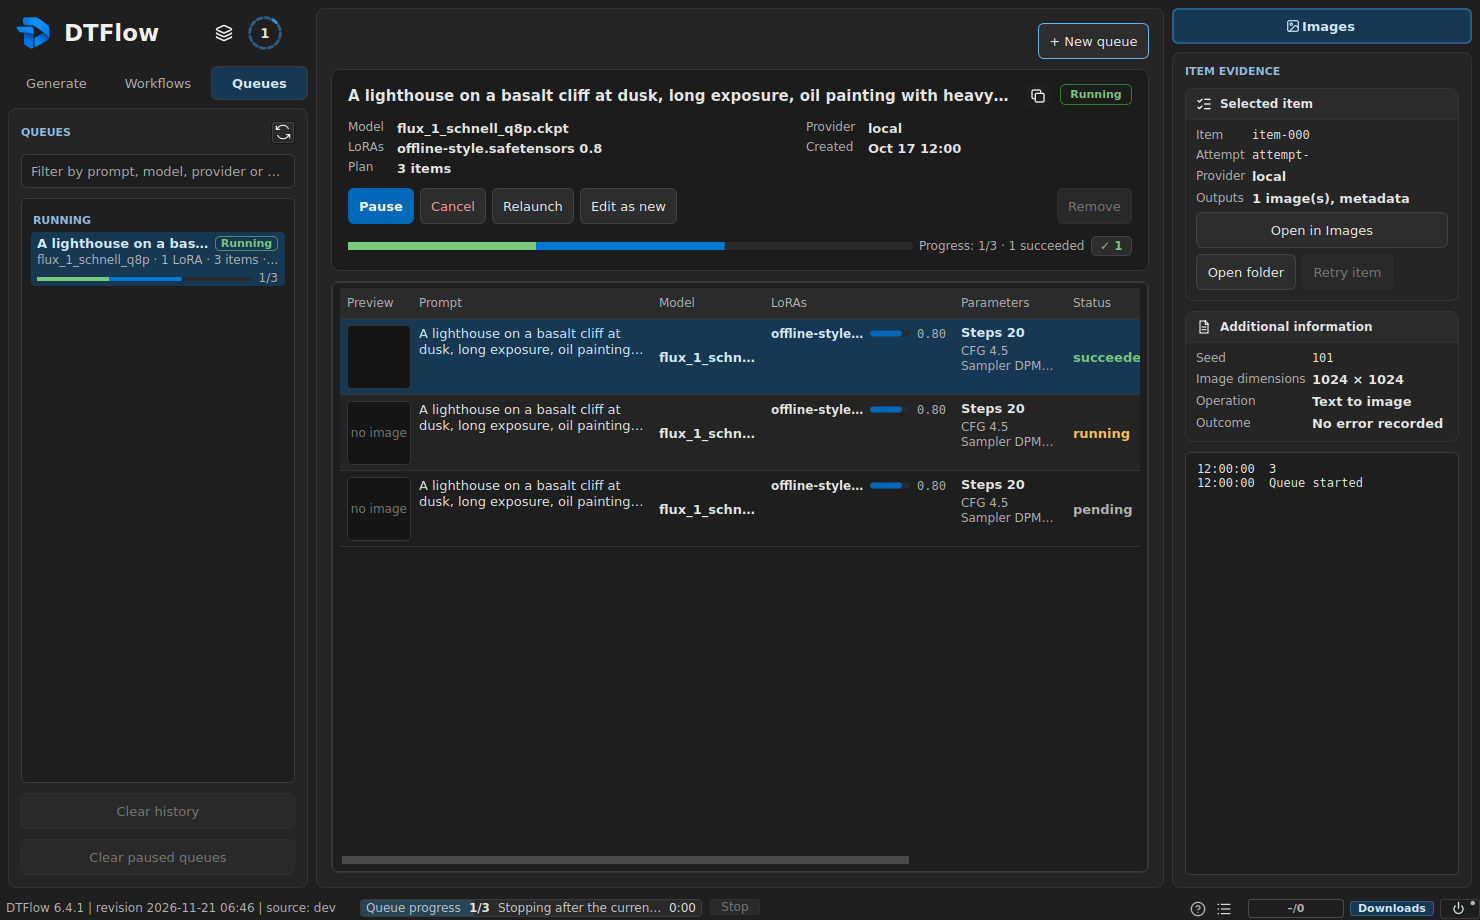 DTFlow
1
Generate
Workflows
Queues
QUEUES
Filter by prompt, model, provider or ...
RUNNING
A lighthouse on a bas...
Running
flux_1_schnell_q8p · 1 LoRA · 3 items ·...
1/3
Clear history
Clear paused queues
+ New queue
A lighthouse on a basalt cliff at dusk, long exposure, oil painting with heavy...
Running
Model flux_1_schnell_q8p.ckpt
Provider local
LoRAs offline-style.safetensors 0.8
Created Oct 17 12:00
Plan 3 items
Pause
Cancel
Relaunch
Edit as new
Remove
Progress: 1/3 · 1 succeeded
✓ 1
Preview Prompt Model LoRAs Parameters Status
A lighthouse on a basalt cliff at
dusk, long exposure, oil painting...
flux_1_schn...
offline-style... 0.80
Steps 20
CFG 4.5
Sampler DPM...
succeede
no image
A lighthouse on a basalt cliff at
dusk, long exposure, oil painting...
flux_1_schn...
offline-style... 0.80
Steps 20
CFG 4.5
Sampler DPM...
running
no image
A lighthouse on a basalt cliff at
dusk, long exposure, oil painting...
flux_1_schn...
offline-style... 0.80
Steps 20
CFG 4.5
Sampler DPM...
pending
Images
ITEM EVIDENCE
Selected item
Item item-000
Attempt attempt-
Provider local
Outputs 1 image(s), metadata
Open in Images
Open folder
Retry item
Additional information
Seed 101
Image dimensions 1024 × 1024
Operation Text to image
Outcome No error recorded
12:00:00 3
12:00:00 Queue started
DTFlow 6.4.1 | revision 2026-11-21 06:46 | source: dev
Queue progress 1/3 Stopping after the curren... 0:00
Stop
-/0
Downloads